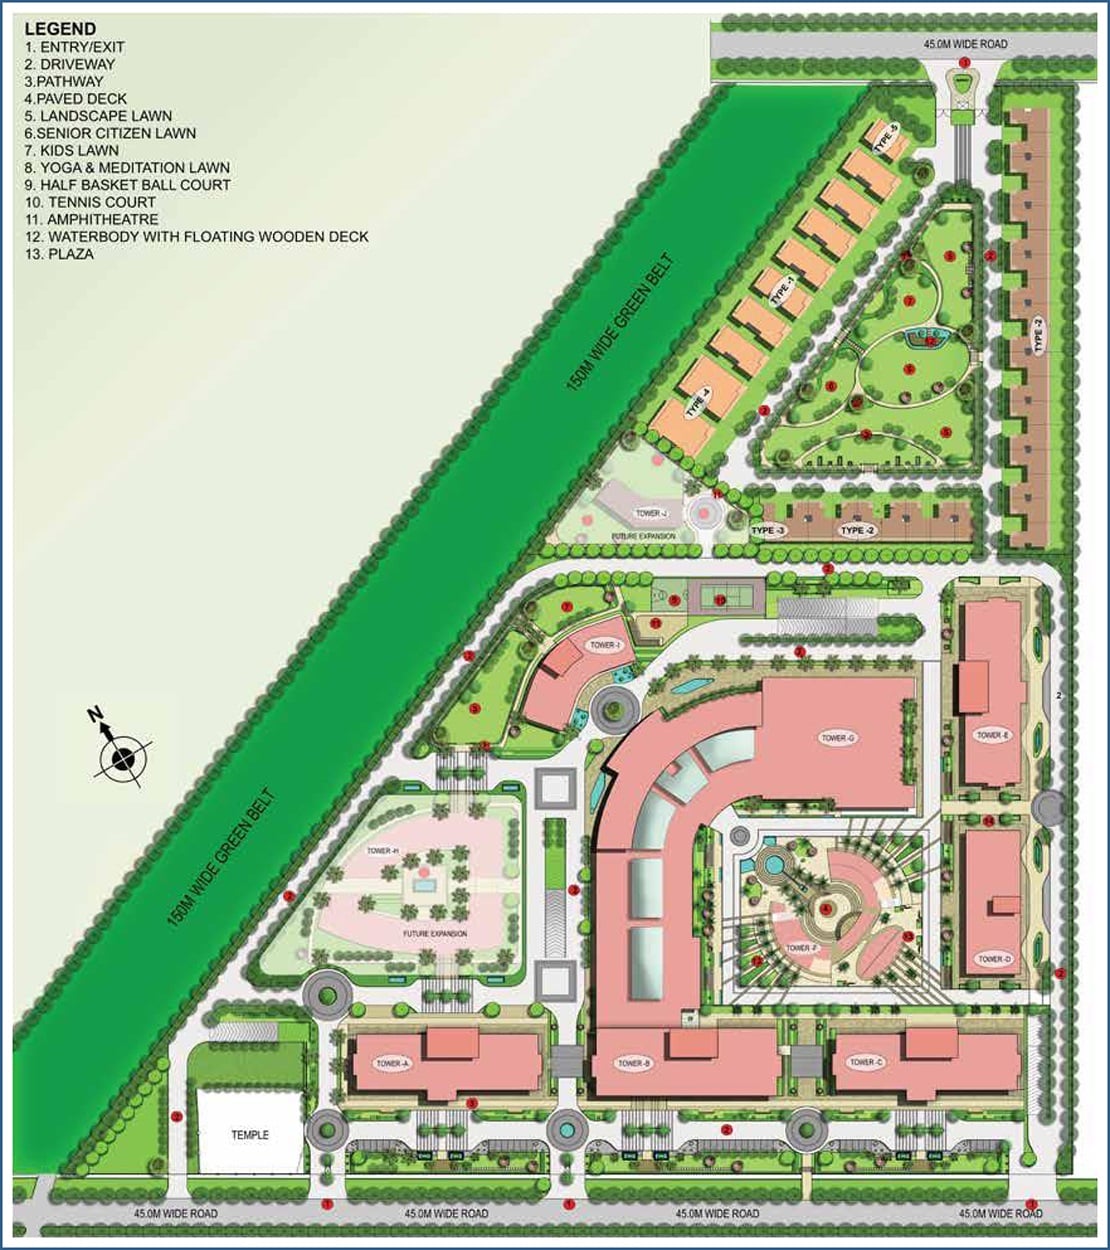 LEGEND
1. ENTRY/EXIT
2. DRIVEWAY
3.PATHWAY
4.PAVED DECK
5. LANDSCAPE LAWN
6.SENIOR CITIZEN LAWN
7. KIDS LAWN
8. YOGA & MEDITATION LAWN
9. HALF BASKET BALL COURT
10. TENNIS COURT
11. AMPHITHEATRE
12. WATERBODY WITH FLOATING WOODEN DECK
13. PLAZA
45.0M WIDE ROAD
TYPE -5
150M WIDE GREEN BELT
TYPE -1
TYPE -2
TYPE -4
TOWER -J
FUTURE EXPANSION
TYPE -3
TYPE -2
TOWER -I
N
TOWER -G
TOWER -E
2
150M WIDE GREEN BELT
TOWER -H
FUTURE EXPANSION
TOWER -F
TOWER -D
TOWER -A
TOWER -B
TOWER -C
TEMPLE
45.0M WIDE ROAD
45.0M WIDE ROAD
45.0M WIDE ROAD
45.0M WIDE ROAD